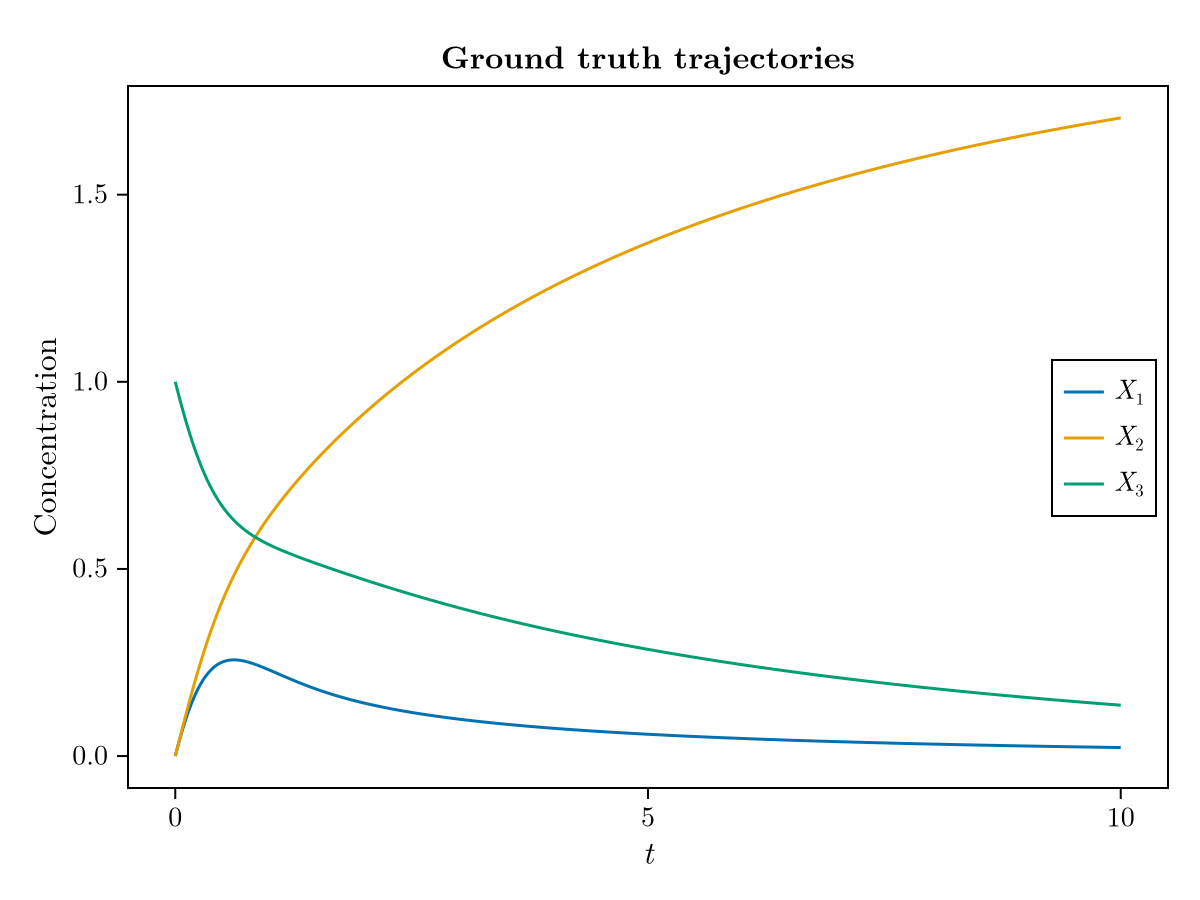 Ground truth trajectories
Concentration
1.5
1.0
0.5
0.0
0
5
10
t
X₁
X₂
X₃